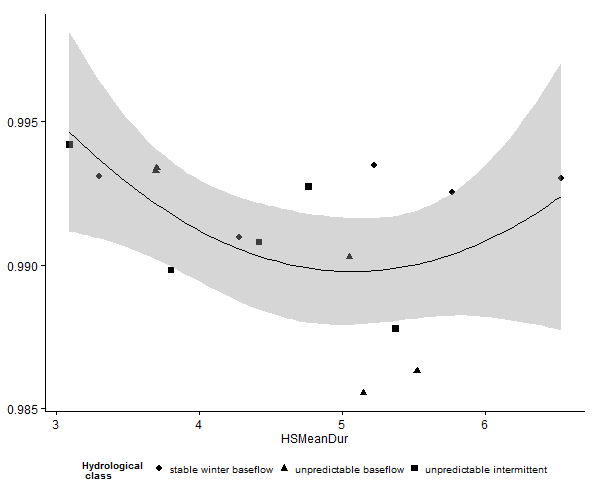 0.995
0.990
0.985
3 4 5 6
HSMeanDur
Hydrological
class
stable winter baseflow unpredictable baseflow unpredictable intermittent